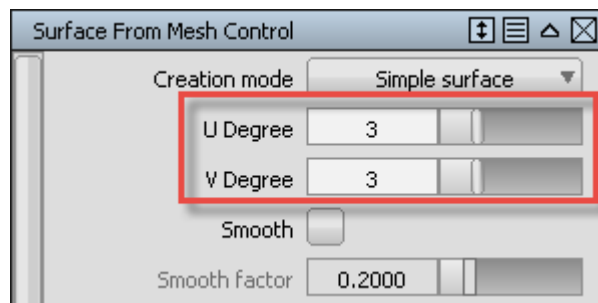 Surface From Mesh Control
Creation mode Simple surface
U Degree 3
V Degree 3
Smooth
Smooth factor 0.2000